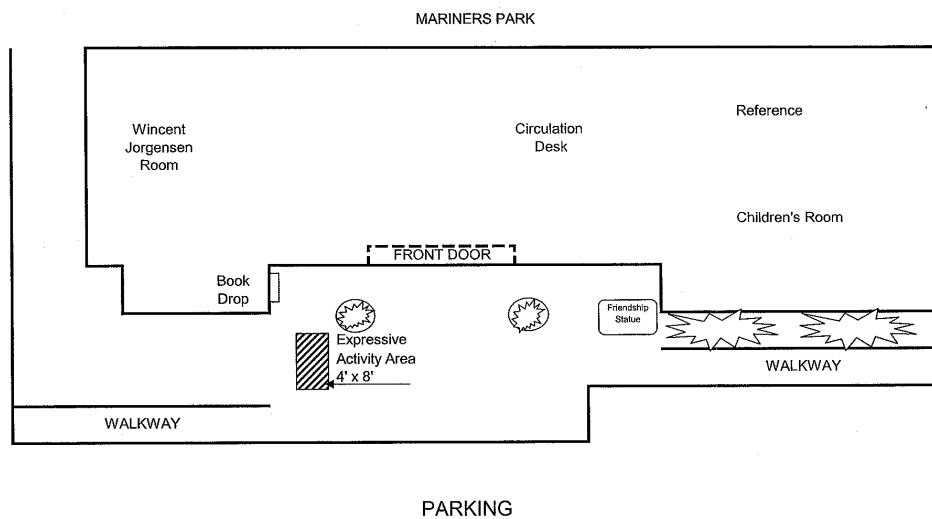 MARINERS PARK
Wincent
Jorgensen
Room
Circulation
Desk
Reference
Children's Room
FRONT DOOR
Book
Drop
Friendship
Statue
Expressive
Activity Area
4' x 8'
WALKWAY
WALKWAY
PARKING